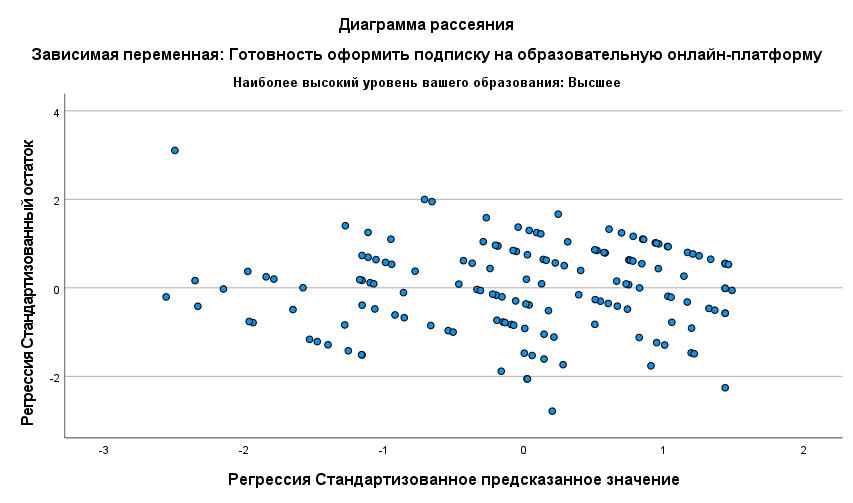 Диаграмма рассеяния
Зависимая переменная: Готовность оформить подписку на образовательную онлайн-платформу
Наиболее высокий уровень вашего образования: Высшее
4
2
0
-2
Регрессия Стандартизованный остаток
-3
-2
-1
0
1
2
Регрессия Стандартизованное предсказанное значение